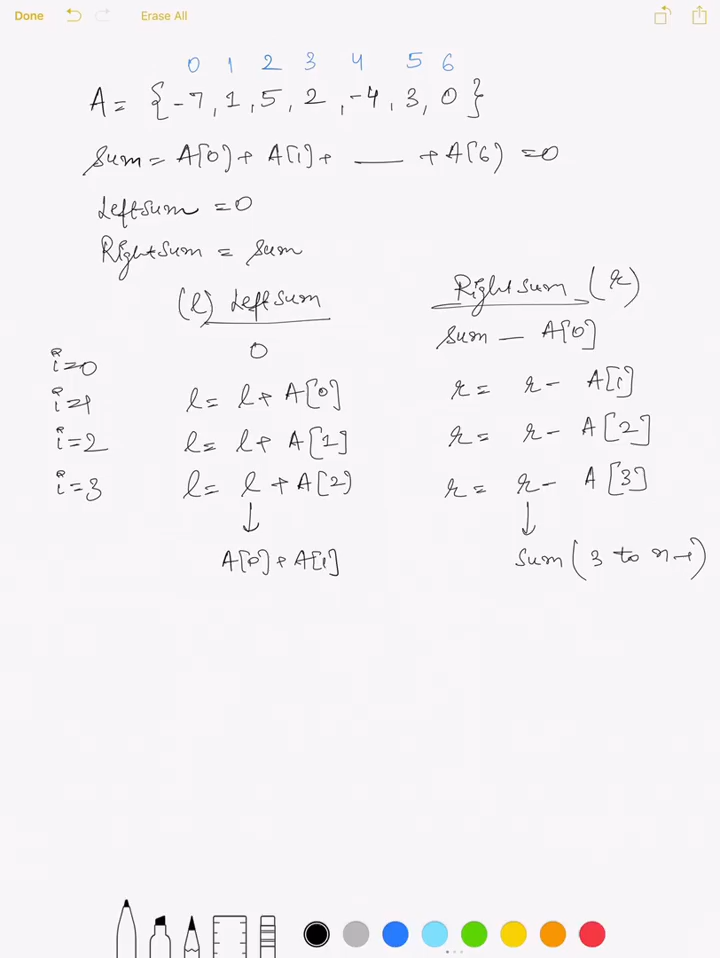 Done Erase All
0 1 2 3 4 5 6
A = {-7, 1, 5, 2, -4, 3, 0}
Sum = A[0] + A[1] + ___ + A[6] = 0
Leftsum = 0
Rightsum = sum
(l) Leftsum Rightsum (r)
i=0 0 sum - A[0]
i=1 l = l + A[0] r = r - A[1]
i=2 l = l + A[1] r = r - A[2]
i=3 l = l + A[2] r = r - A[3]
↓ ↓
A[0] + A[1] sum (3 to n-1)